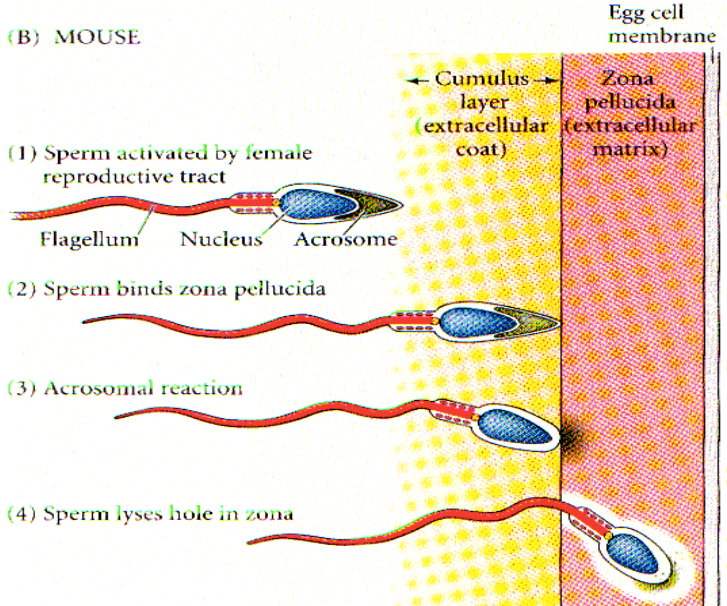 Egg cell
membrane
(B) MOUSE
Cumulus
layer
(extracellular
coat)
Zona
pellucida
(extracellular
matrix)
(1) Sperm activated by female
reproductive tract
Flagellum Nucleus Acrosome
(2) Sperm binds zona pellucida
(3) Acrosomal reaction
(4) Sperm lyses hole in zona